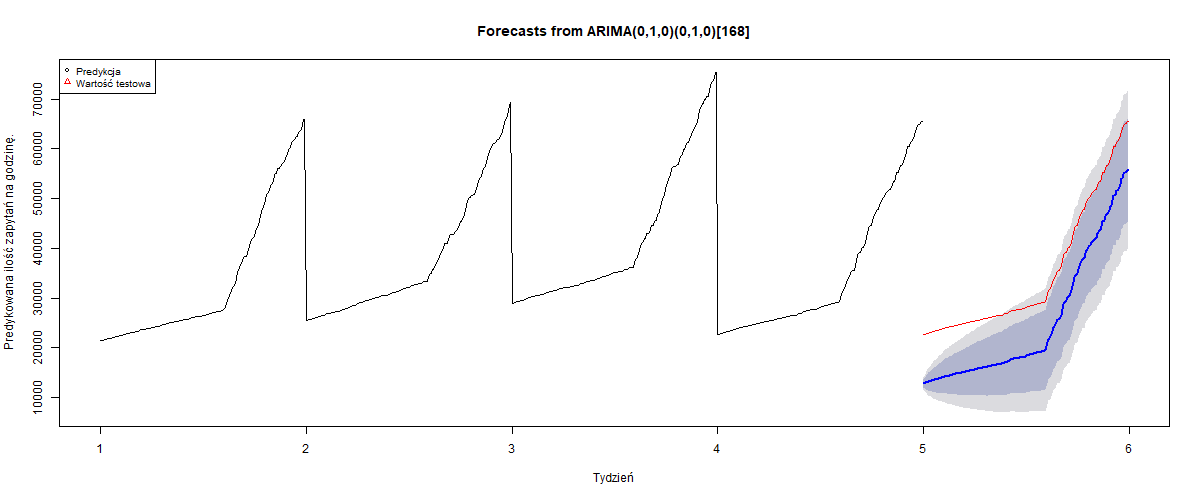 Forecasts from ARIMA(0,1,0)(0,1,0)[168]
Predykcja
Wartość testowa
Predykowana ilość zapytań na godzinę.
70000
60000
50000
40000
30000
20000
10000
1 2 3 4 5 6
Tydzień